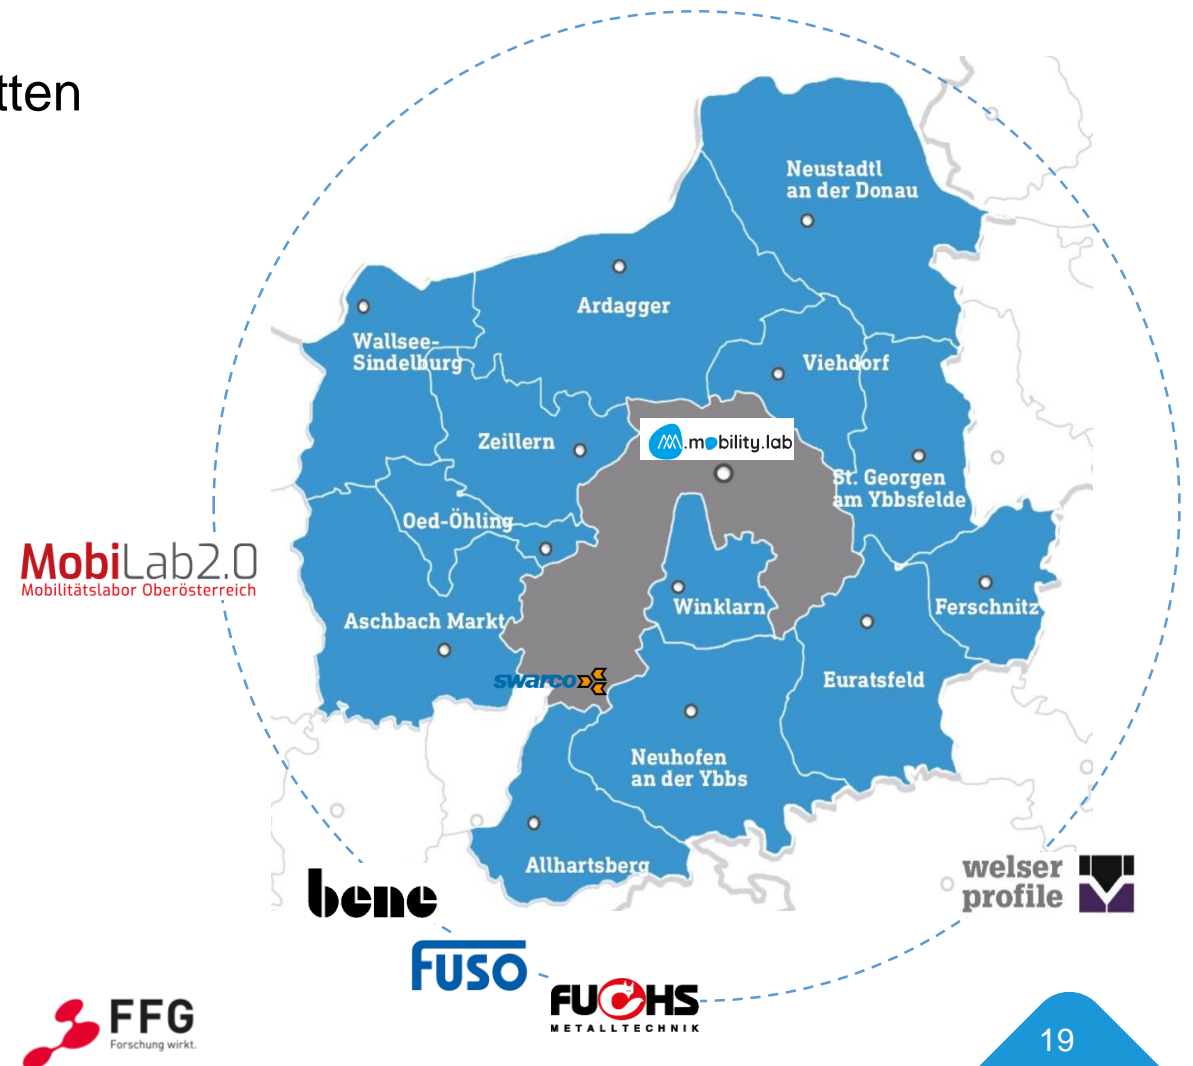 tten
Neustadtl
an der Donau
Ardagger
Wallsee-
Sindelburg
Viehdorf
Zeillern
.mobility.lab
St. Georgen
am Ybbsfelde
Oed-Öhling
MobiLab2.0
Mobilitätslabor Oberösterreich
Winklarn
Ferschnitz
Aschbach Markt
Euratsfeld
swarco
Neuhofen
an der Ybbs
Allhartsberg
welser
profile
bene
FUSO
FUCHS
METALLTECHNIK
FFG
Forschung wirkt.
19